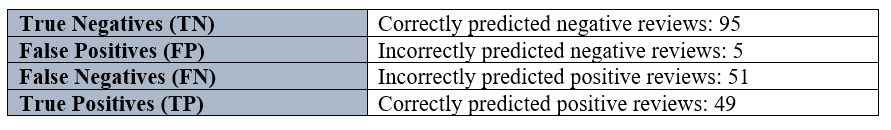 True Negatives (TN) Correctly predicted negative reviews: 95
False Positives (FP) Incorrectly predicted negative reviews: 5
False Negatives (FN) Incorrectly predicted positive reviews: 51
True Positives (TP) Correctly predicted positive reviews: 49